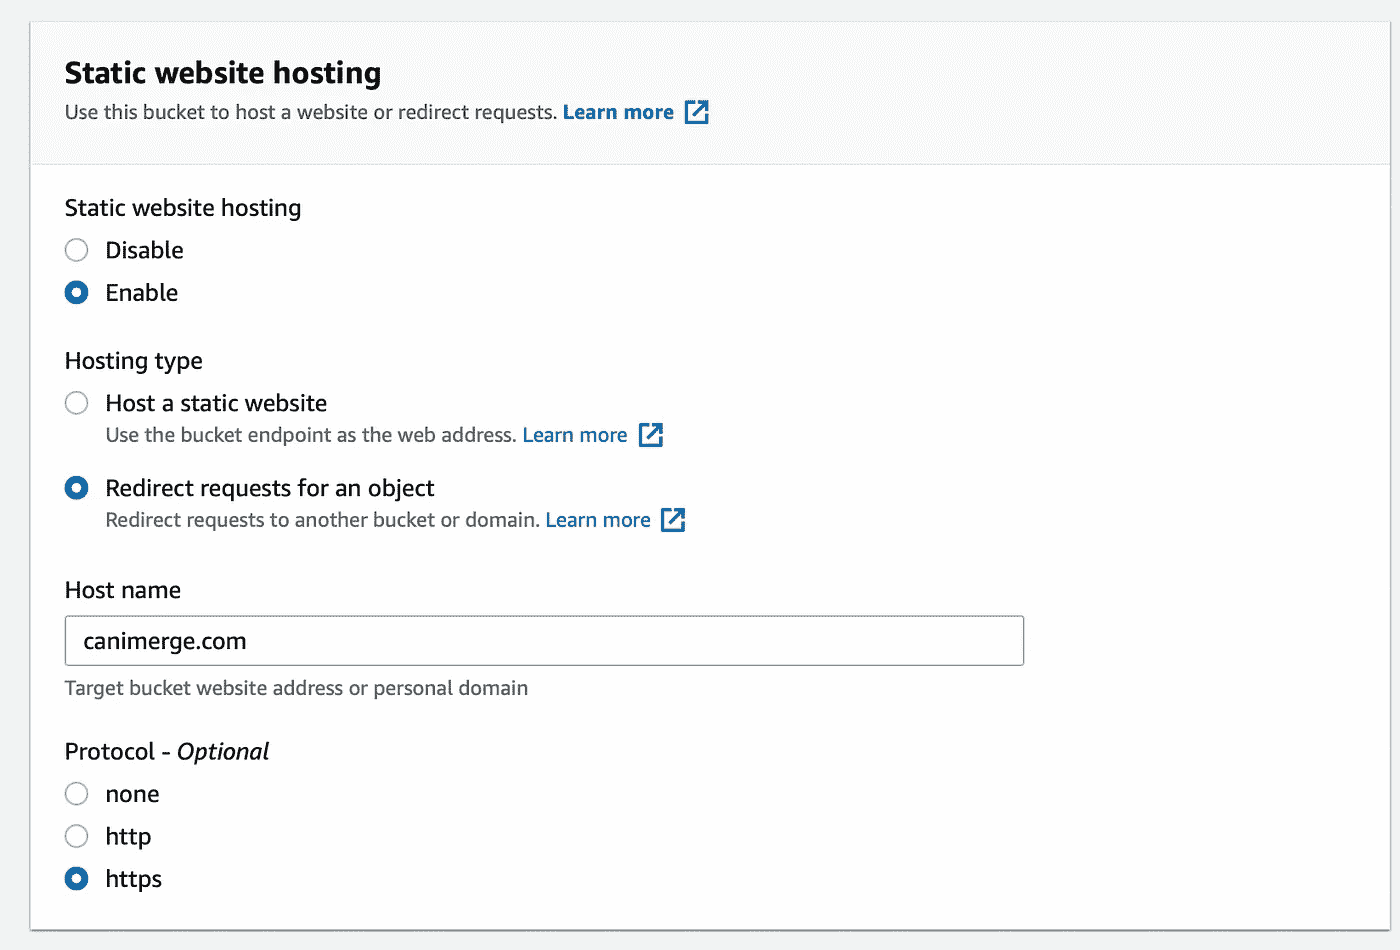 Static website hosting
Use this bucket to host a website or redirect requests. Learn more
Static website hosting
Disable
Enable
Hosting type
Host a static website
Use the bucket endpoint as the web address. Learn more
Redirect requests for an object
Redirect requests to another bucket or domain. Learn more
Host name
canimerge.com
Target bucket website address or personal domain
Protocol - Optional
none
http
https